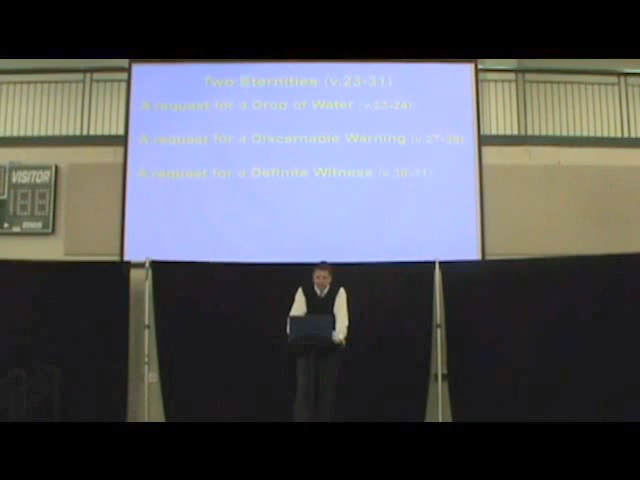 Two Eternities (v.23-31)
A request for a Drop of Water (v.23-24)
A request for a Discernable Warning (v.27-28)
A request for a Definite Witness (v.30-31)
VISITOR